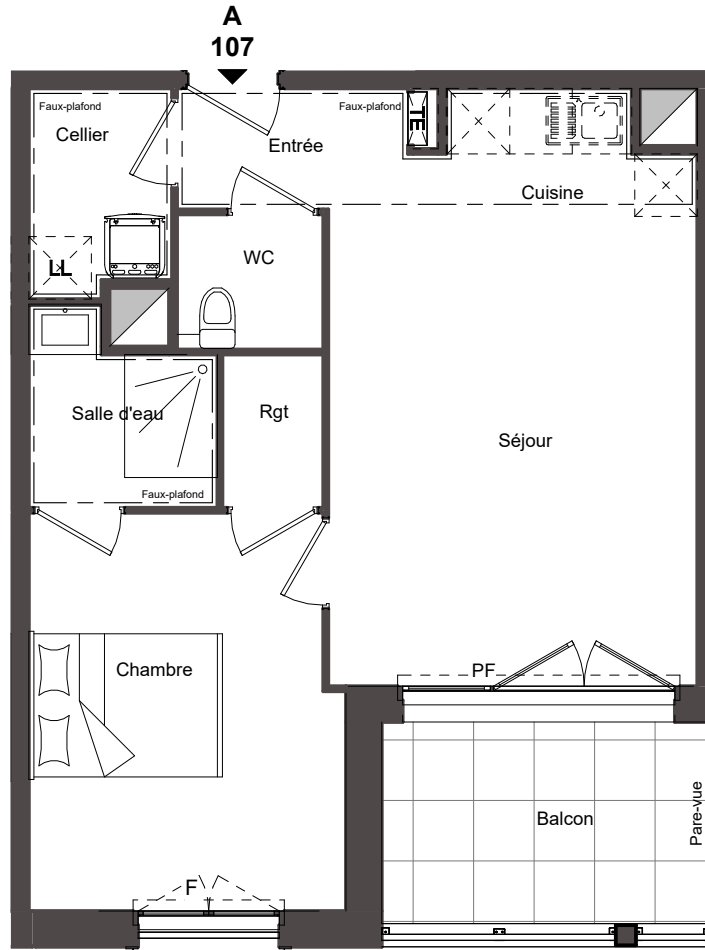 A
107
Faux-plafond
Faux-plafond
TE
Cellier
Entrée
Cuisine
WC
LL
Salle d'eau
Rgt
Séjour
Faux-plafond
Chambre
PF
Balcon
Pare-vue
F